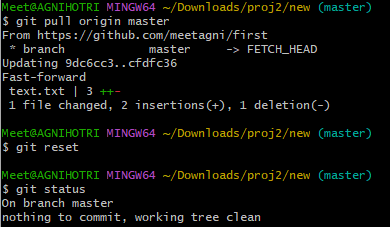 Meet@AGNIHOTRI MINGW64 ~/Downloads/proj2/new (master)
$ git pull origin master
From https://github.com/meetagni/first
 * branch            master     -> FETCH_HEAD
Updating 9dc6cc3..cfdfc36
Fast-forward
 text.txt | 3 ++-
 1 file changed, 2 insertions(+), 1 deletion(-)
Meet@AGNIHOTRI MINGW64 ~/Downloads/proj2/new (master)
$ git reset
Meet@AGNIHOTRI MINGW64 ~/Downloads/proj2/new (master)
$ git status
On branch master
nothing to commit, working tree clean